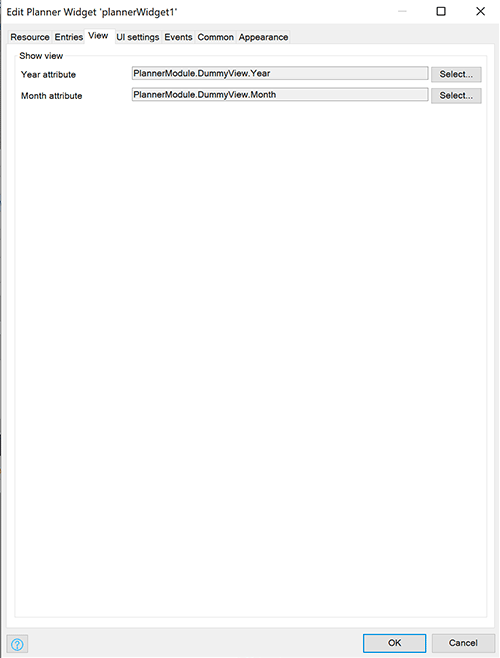 Edit Planner Widget 'plannerWidget1'
Resource Entries View UI settings Events Common Appearance
Show view
Year attribute PlannerModule.DummyView.Year Select...
Month attribute PlannerModule.DummyView.Month Select...
? OK Cancel